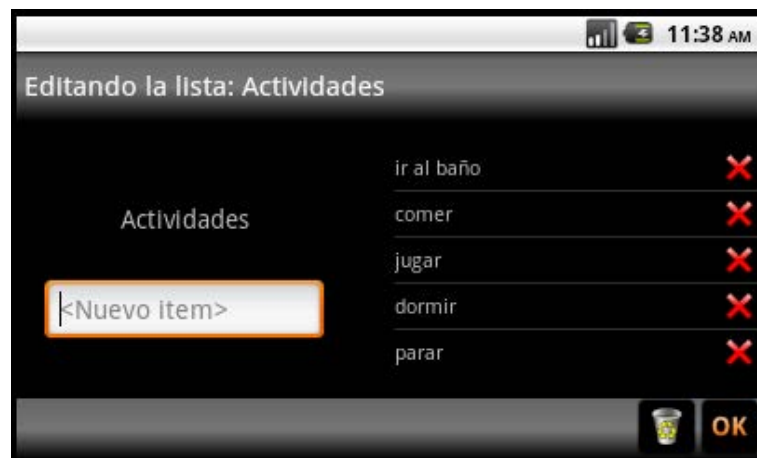 11:38 AM
Editando la lista: Actividades
Actividades
<Nuevo item>
ir al baño
comer
jugar
dormir
parar
OK